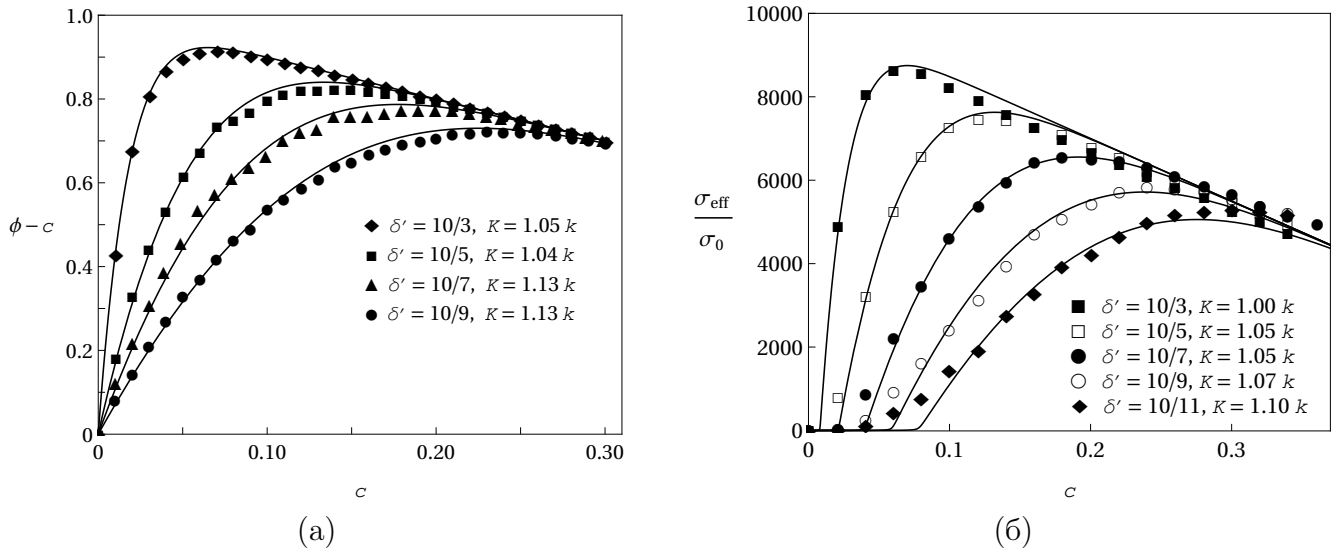 1.0
0.8
0.6
0.4
0.2
0
0 0.10 0.20 0.30
ϕ − c
c
δ′ = 10/3, K = 1.05 k
δ′ = 10/5, K = 1.04 k
δ′ = 10/7, K = 1.13 k
δ′ = 10/9, K = 1.13 k
(а)
10000
8000
6000
4000
2000
0
0 0.1 0.2 0.3
σeff
σ0
c
δ′ = 10/3, K = 1.00 k
δ′ = 10/5, K = 1.05 k
δ′ = 10/7, K = 1.05 k
δ′ = 10/9, K = 1.07 k
δ′ = 10/11, K = 1.10 k
(б)